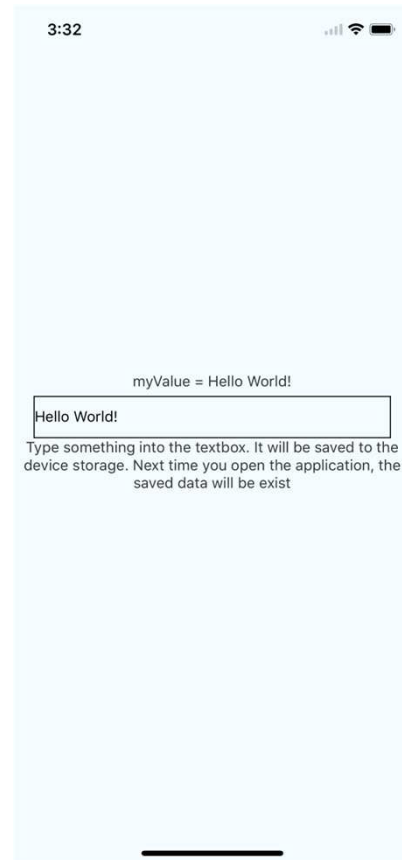 3:32
myValue = Hello World!
Hello World!
Type something into the textbox. It will be saved to the
device storage. Next time you open the application, the
saved data will be exist